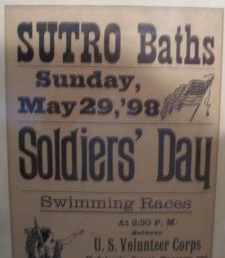 SUTRO Baths
Sunday,
May 29, '98
Soldiers' Day
Swimming Races
At 2:30 P. M.
Between
U. S. Volunteer Corps